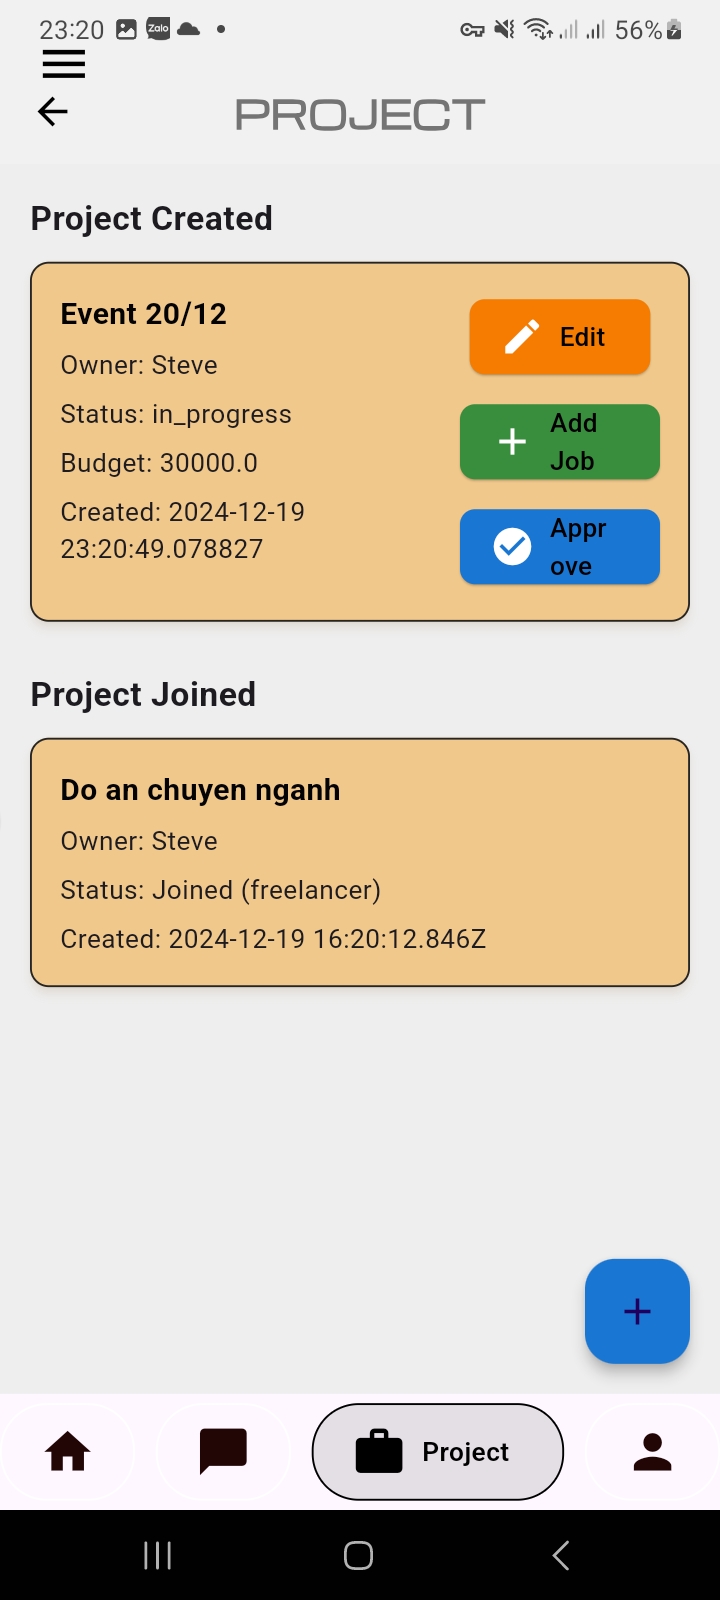 23:20
Zalo
56%
PROJECT
Project Created
Event 20/12
Owner: Steve
Status: in_progress
Budget: 30000.0
Created: 2024-12-19
23:20:49.078827
Edit
Add
Job
Appr
ove
Project Joined
Do an chuyen nganh
Owner: Steve
Status: Joined (freelancer)
Created: 2024-12-19 16:20:12.846Z
Project